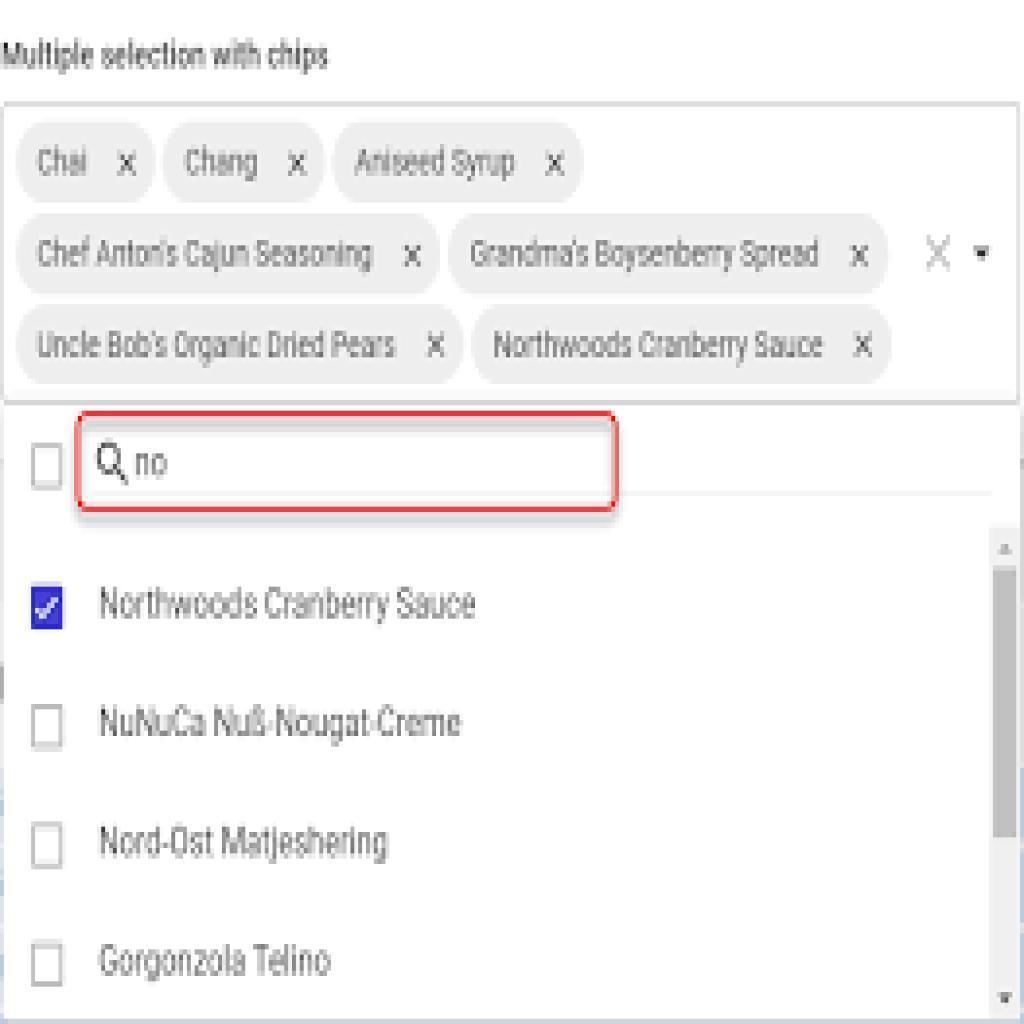 Multiple selection with chips
Chai × Chang × Aniseed Syrup ×
Chef Anton's Cajun Seasoning × Grandma's Boysenberry Spread ×
Uncle Bob's Organic Dried Pears × Northwoods Cranberry Sauce ×
no
Northwoods Cranberry Sauce
NuNuCa Nuß-Nougat-Creme
Nord-Ost Matjeshering
Gorgonzola Telino